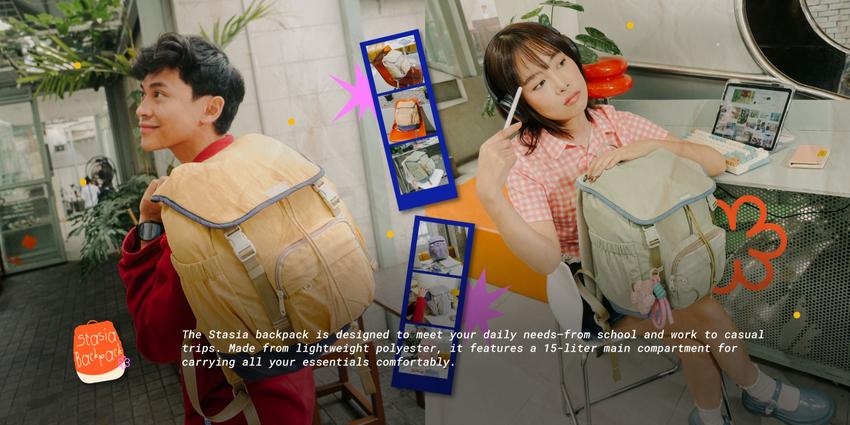 Stasia
Backpack
The Stasia backpack is designed to meet your daily needs—from school and work to casual
trips. Made from lightweight polyester, it features a 15-liter main compartment for
carrying all your essentials comfortably.